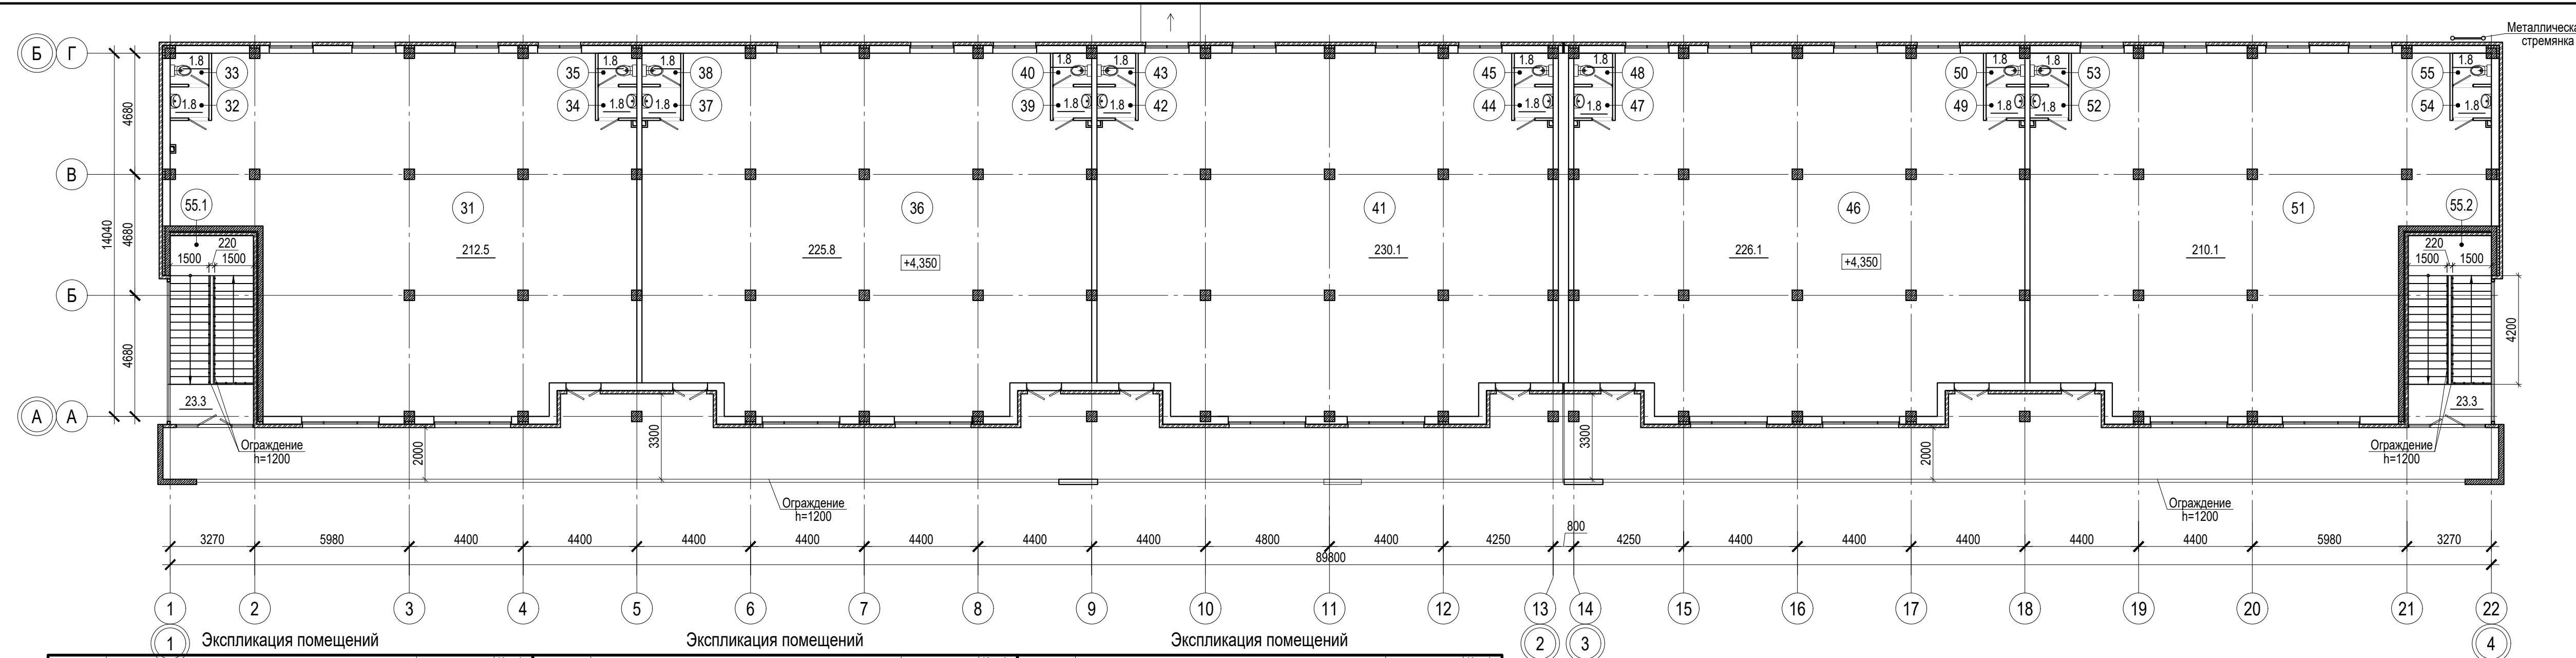 Металлическа
стремянка
Б Г
1.8 33 35 1.8 1.8 38 40 1.8 1.8 43 45 1.8 1.8 48 50 1.8 1.8 53 55 1.8
1.8 32 34 1.8 1.8 37 39 1.8 1.8 42 44 1.8 1.8 47 49 1.8 1.8 52 54 1.8
4680
В
55.1 31 36 41 46 51 55.2
14040
4680
220 212.5 225.8 230.1 226.1 210.1 220
1500 1500 +4,350 +4,350 1500 1500
Б
4680
4200
23.3 23.3
А А
Ограждение
h=1200
2000 3300 3300 2000
Ограждение
h=1200
Ограждение
h=1200
Ограждение
h=1200
800
3270 5980 4400 4400 4400 4400 4400 4400 4800 4400 4250 4250 4400 4400 4400 4400 4400 5980 3270
89800
1 2 3 4 5 6 7 8 9 10 11 12 13 14 15 16 17 18 19 20 21 22
1 2 3 4
Экспликация помещений Экспликация помещений Экспликация помещений